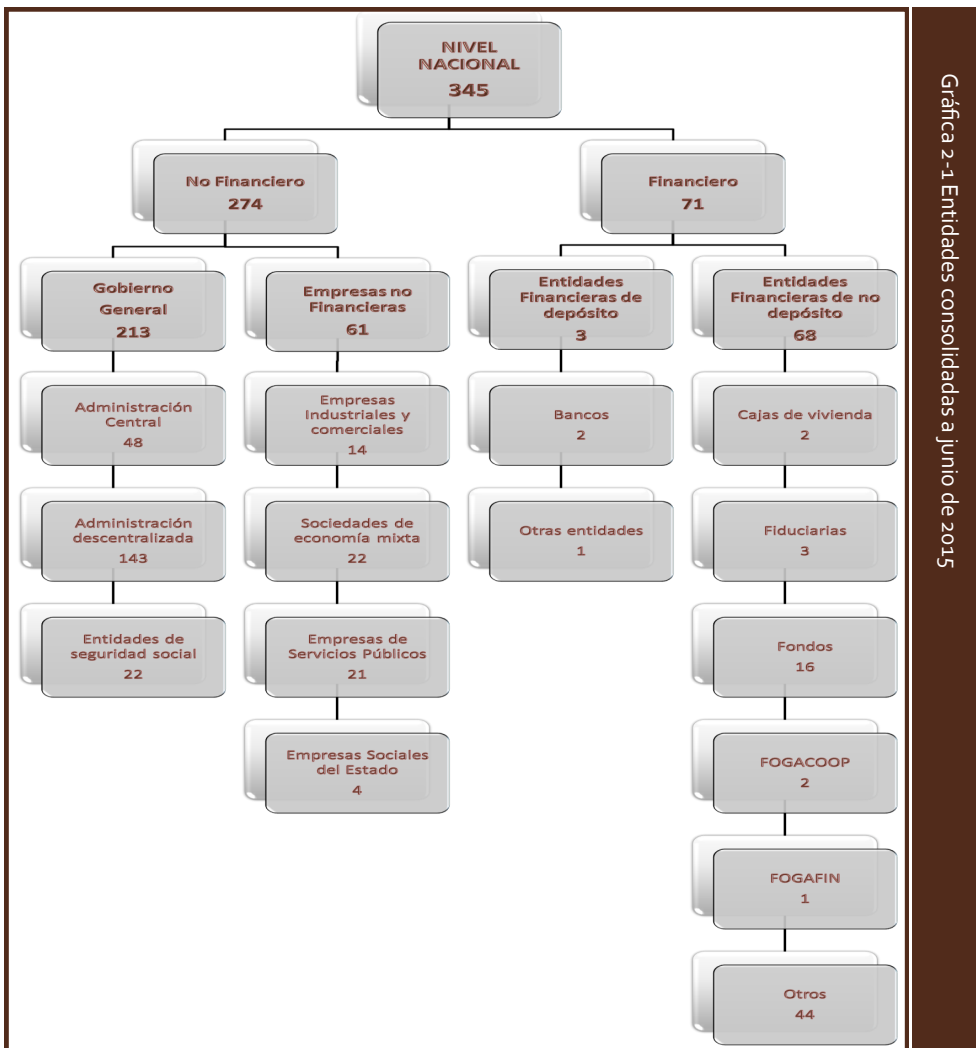 NIVEL
NACIONAL
345
No Financiero
274
Financiero
71
Gobierno
General
213
Empresas no
Financieras
61
Entidades
Financieras de
depósito
3
Entidades
Financieras de no
depósito
68
Administración
Central
48
Empresas
Industriales y
comerciales
14
Bancos
2
Cajas de vivienda
2
Administración
descentralizada
143
Sociedades de
economía mixta
22
Otras entidades
1
Fiduciarias
3
Entidades de
seguridad social
22
Empresas de
Servicios Públicos
21
Fondos
16
Empresas Sociales
del Estado
4
FOGACOOP
2
FOGAFIN
1
Otros
44
Gráfica 2-1 Entidades consolidadas a junio de 2015